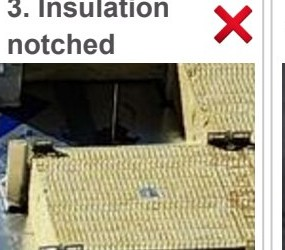 3. Insulation
notched